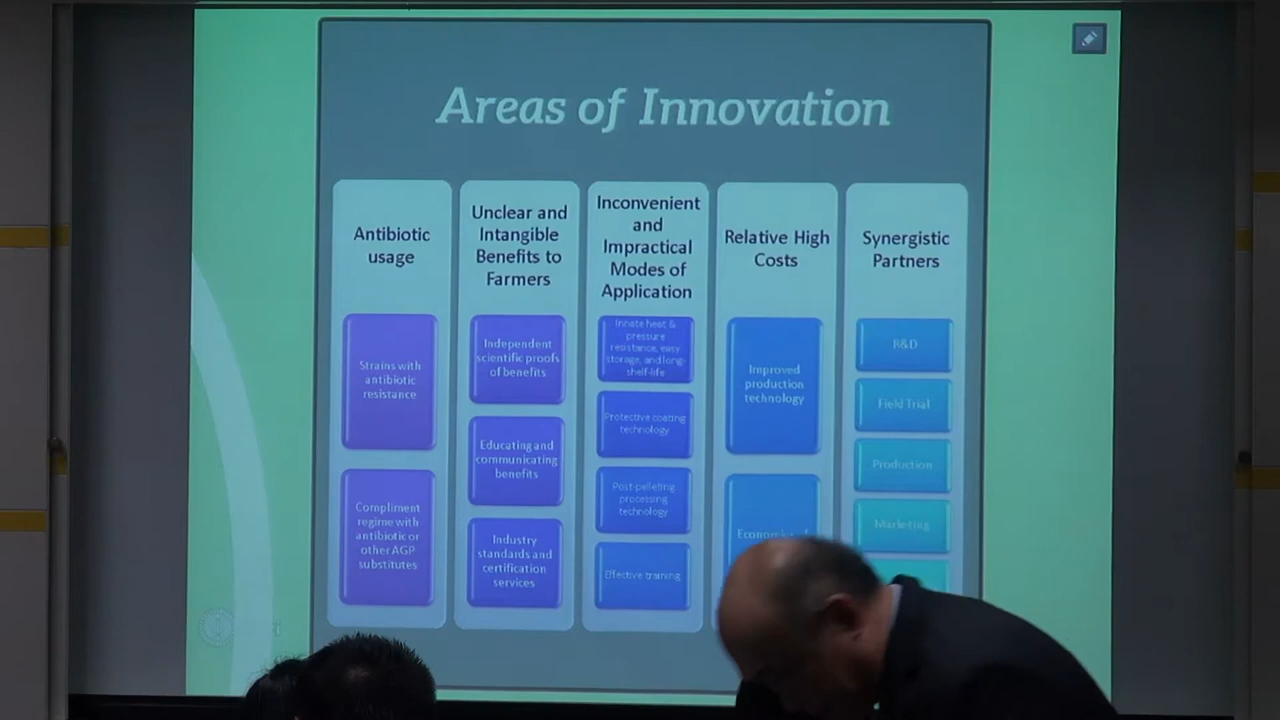 Areas of Innovation
Antibiotic
usage
Strains with
antibiotic
resistance
Compliment
regime with
antibiotic or
other AGP
substitutes
Unclear and
Intangible
Benefits to
Farmers
Independent
scientific proofs
of benefits
Educating and
communicating
benefits
Industry
standards and
certification
services
Inconvenient
and
Impractical
Modes of
Application
Innate heat &
pressure
resistance, easy
storage, and long-
shelf-life
Protective coating
technology
Post-pelleting
processing
technology
Effective training
Relative High
Costs
Improved
production
technology
Synergistic
Partners
R&D
Field Trial
Production
Marketing